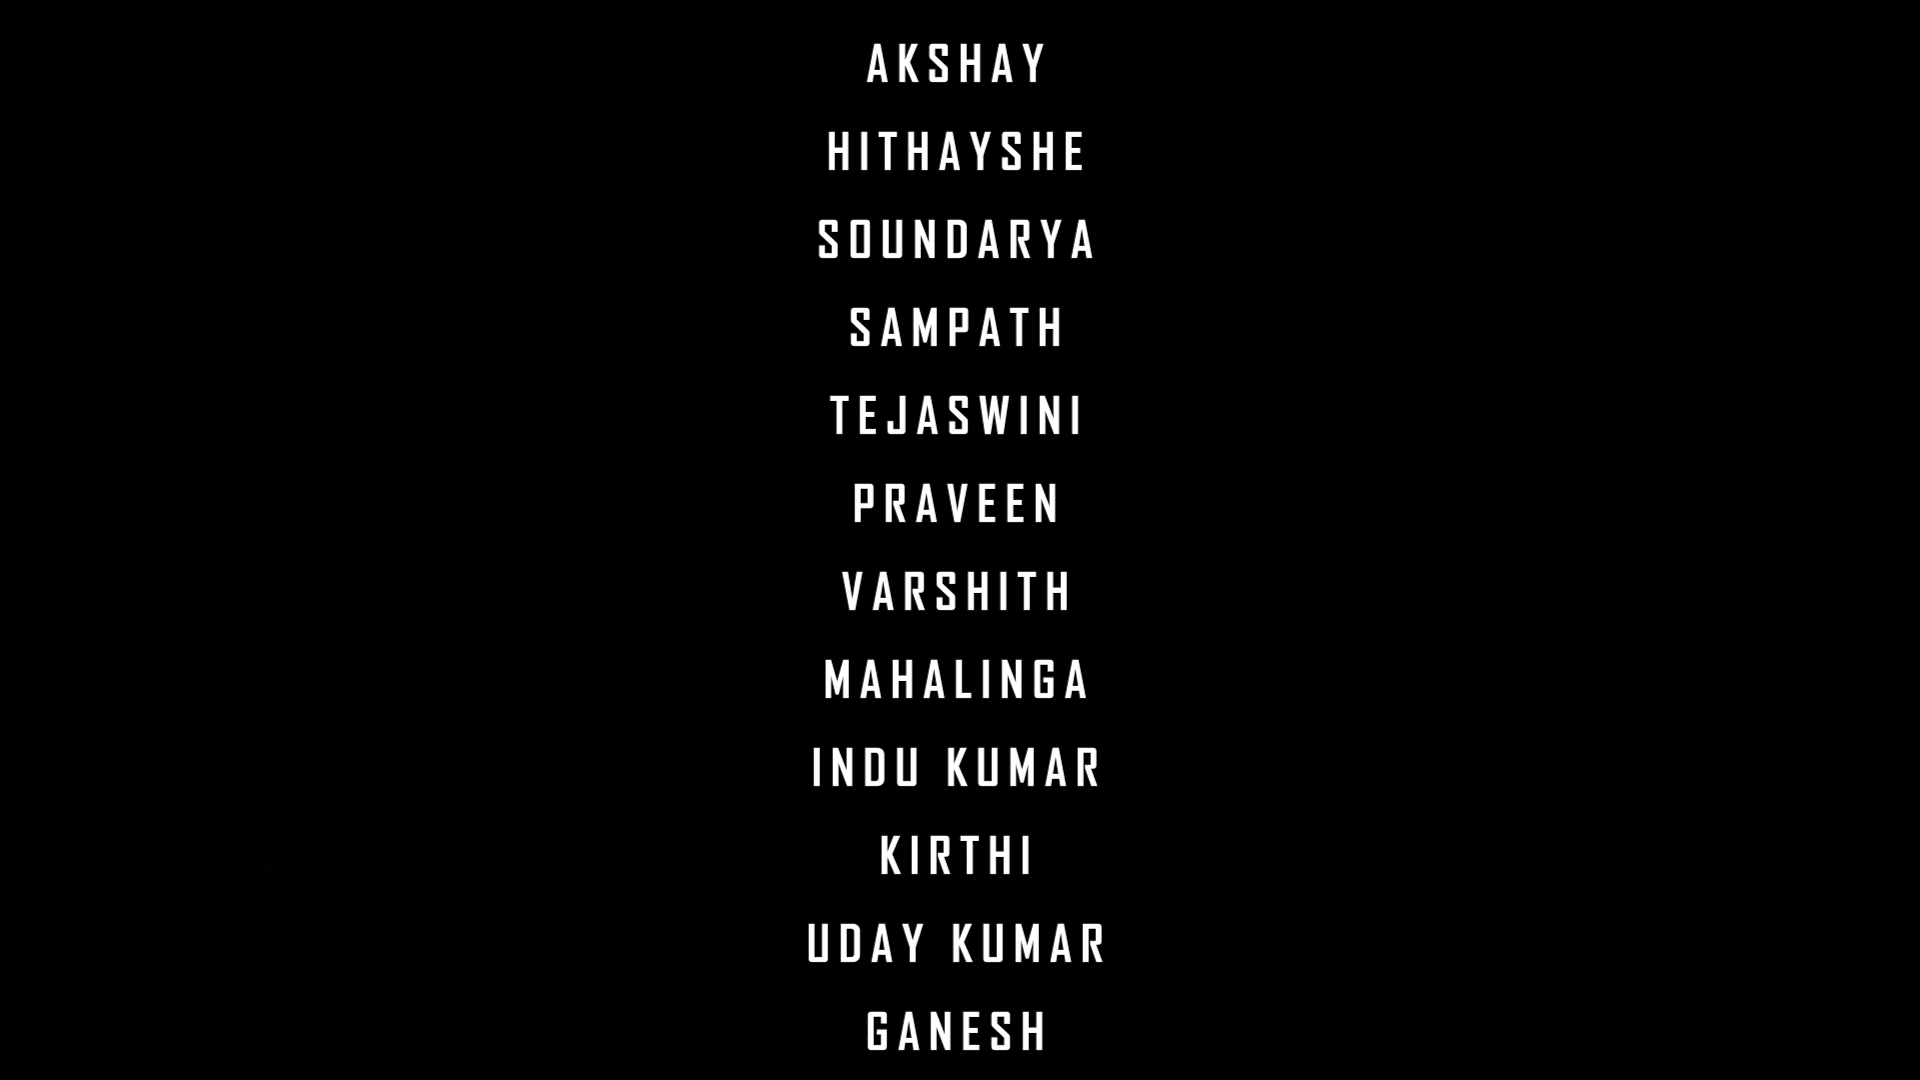 AKSHAY
HITHAYSHE
SOUNDARYA
SAMPATH
TEJASWINI
PRAVEEN
VARSHITH
MAHALINGA
INDU KUMAR
KIRTHI
UDAY KUMAR
GANESH